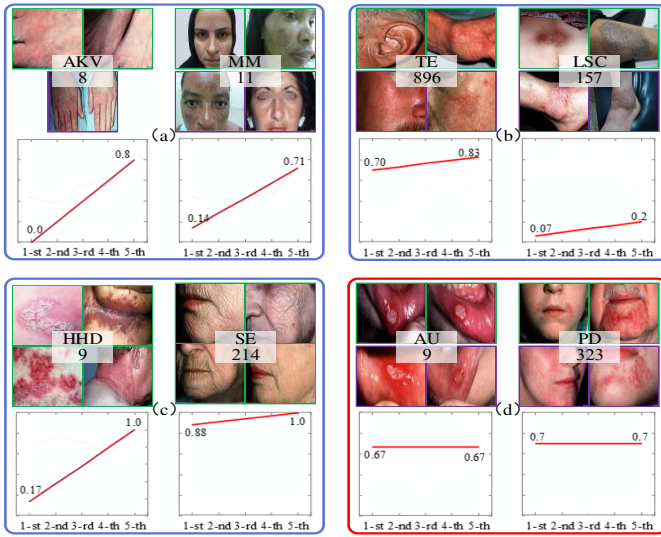 AKV
8
MM
11
(a)
0.0
0.8
1-st 2-nd 3-rd 4-th 5-th
0.14
0.71
1-st 2-nd 3-rd 4-th 5-th
TE
896
LSC
157
(b)
0.70
0.83
1-st 2-nd 3-rd 4-th 5-th
0.07
0.2
1-st 2-nd 3-rd 4-th 5-th
HHD
9
SE
214
(c)
0.17
1.0
1-st 2-nd 3-rd 4-th 5-th
0.88
1.0
1-st 2-nd 3-rd 4-th 5-th
AU
9
PD
323
(d)
0.67
0.67
1-st 2-nd 3-rd 4-th 5-th
0.7
0.7
1-st 2-nd 3-rd 4-th 5-th